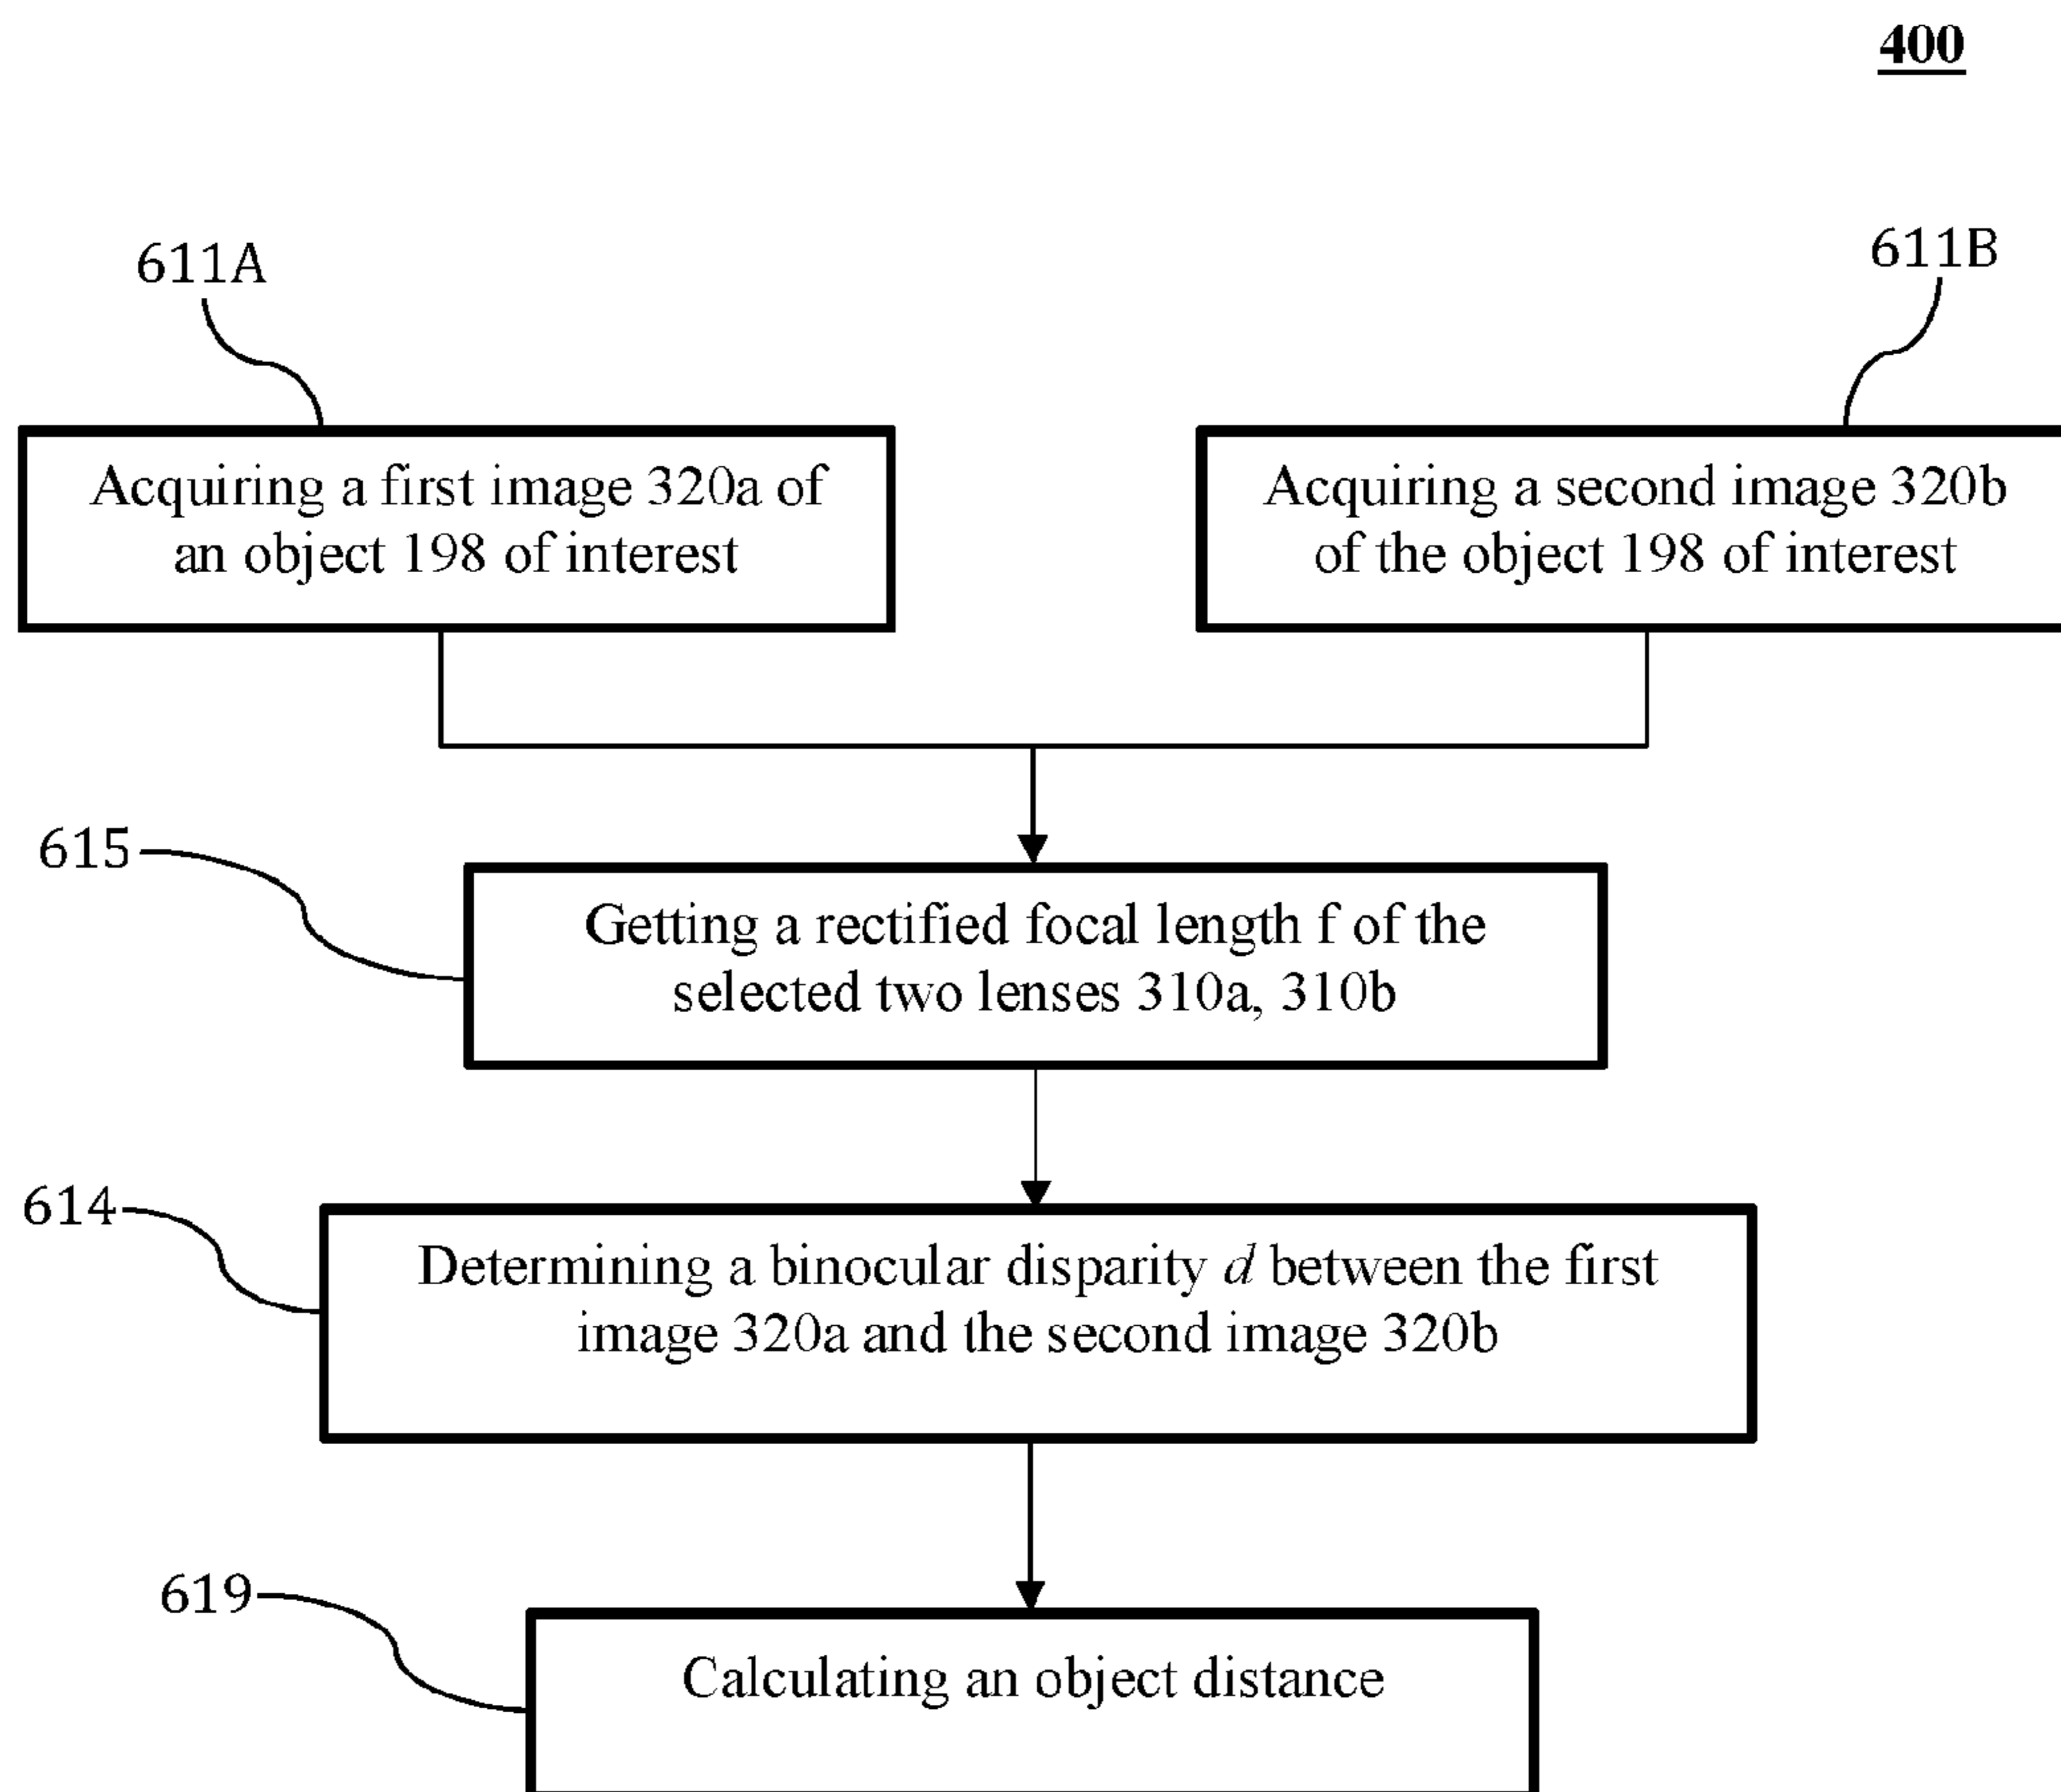 400
611A
611B
Acquiring a first image 320a of
an object 198 of interest
Acquiring a second image 320b
of the object 198 of interest
615
Getting a rectified focal length f of the
selected two lenses 310a, 310b
614
Determining a binocular disparity d between the first
image 320a and the second image 320b
619
Calculating an object distance